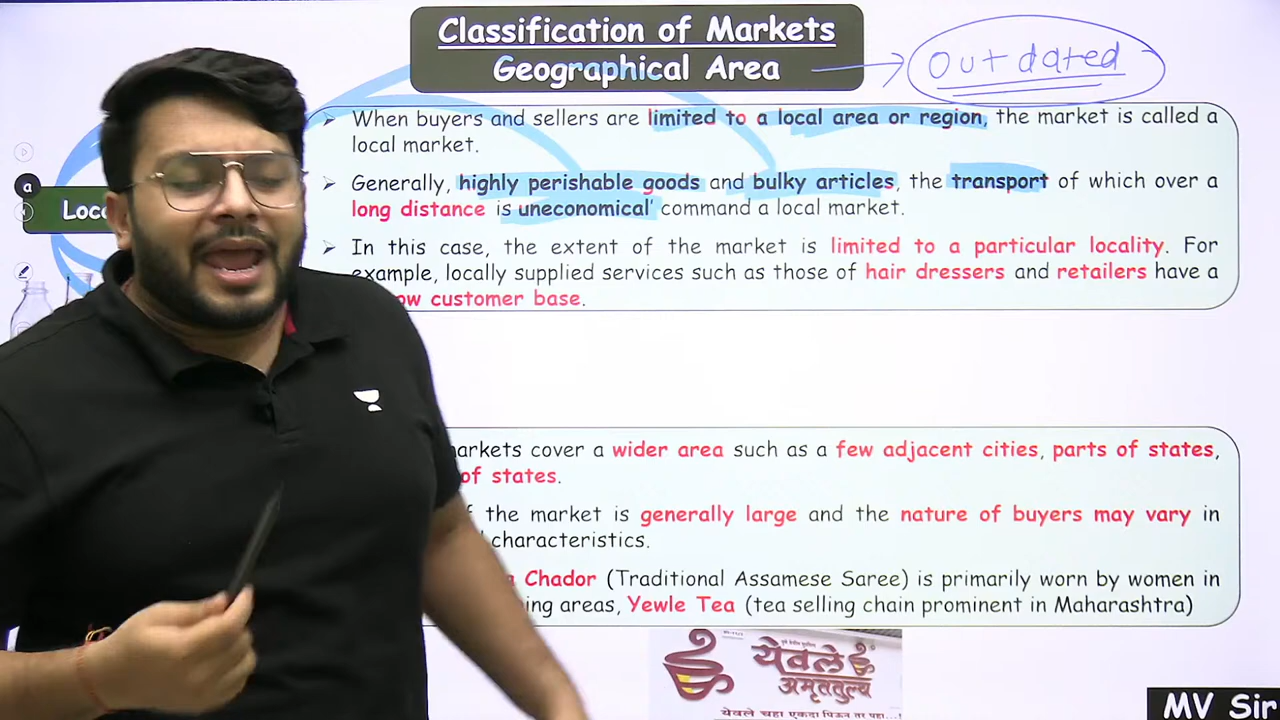 Classification of Markets
Geographical Area
Outdated
When buyers and sellers are limited to a local area or region, the market is called a
local market.
Generally, highly perishable goods and bulky articles, the transport of which over a
long distance is uneconomical’ command a local market.
In this case, the extent of the market is limited to a particular locality. For
example, locally supplied services such as those of hair dressers and retailers have a
customer base.
a
cover a wider area such as a few adjacent cities, parts of states,
of states.
the market is generally large and the nature of buyers may vary in
characteristics.
Chador (Traditional Assamese Saree) is primarily worn by women in
areas, Yewle Tea (tea selling chain prominent in Maharashtra)
येवले
अमृततुल्य
येवले चहा एकदा पिऊन तर पहा...!
MV Sir